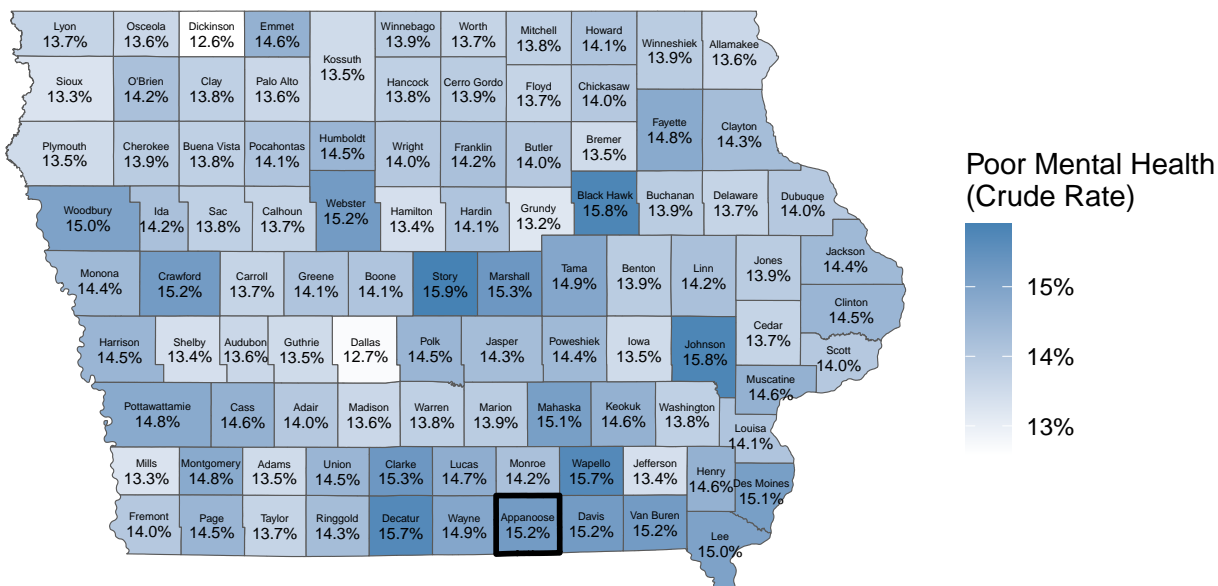 Lyon
13.7%
Osceola
13.6%
Dickinson
12.6%
Emmet
14.6%
Kossuth
13.5%
Winnebago
13.9%
Worth
13.7%
Mitchell
13.8%
Howard
14.1%
Winneshiek
13.9%
Allamakee
13.6%
Sioux
13.3%
O'Brien
14.2%
Clay
13.8%
Palo Alto
13.6%
Hancock
13.8%
Cerro Gordo
13.9%
Floyd
13.7%
Chickasaw
14.0%
Fayette
14.8%
Clayton
14.3%
Plymouth
13.5%
Cherokee
13.9%
Buena Vista
13.8%
Pocahontas
14.1%
Humboldt
14.5%
Wright
14.0%
Franklin
14.2%
Butler
14.0%
Bremer
13.5%
Woodbury
15.0%
Ida
14.2%
Sac
13.8%
Calhoun
13.7%
Webster
15.2%
Hamilton
13.4%
Hardin
14.1%
Grundy
13.2%
Black Hawk
15.8%
Buchanan
13.9%
Delaware
13.7%
Dubuque
14.0%
Monona
14.4%
Crawford
15.2%
Carroll
13.7%
Greene
14.1%
Boone
14.1%
Story
15.9%
Marshall
15.3%
Tama
14.9%
Benton
13.9%
Linn
14.2%
Jones
13.9%
Jackson
14.4%
Clinton
14.5%
Harrison
14.5%
Shelby
13.4%
Audubon
13.6%
Guthrie
13.5%
Dallas
12.7%
Polk
14.5%
Jasper
14.3%
Poweshiek
14.4%
Iowa
13.5%
Johnson
15.8%
Cedar
13.7%
Scott
14.0%
Muscatine
14.6%
Pottawattamie
14.8%
Cass
14.6%
Adair
14.0%
Madison
13.6%
Warren
13.8%
Marion
13.9%
Mahaska
15.1%
Keokuk
14.6%
Washington
13.8%
Louisa
14.1%
Mills
13.3%
Montgomery
14.8%
Adams
13.5%
Union
14.5%
Clarke
15.3%
Lucas
14.7%
Monroe
14.2%
Wapello
15.7%
Jefferson
13.4%
Henry
14.6%
Des Moines
15.1%
Fremont
14.0%
Page
14.5%
Taylor
13.7%
Ringgold
14.3%
Decatur
15.7%
Wayne
14.9%
Appanoose
15.2%
Davis
15.2%
Van Buren
15.2%
Lee
15.0%
Poor Mental Health
(Crude Rate)
15%
14%
13%